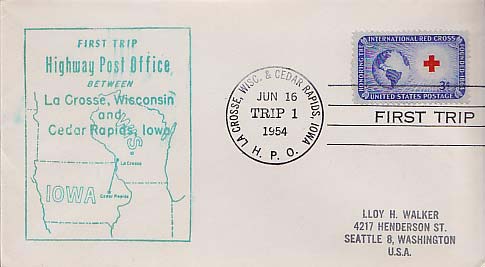 FIRST TRIP
Highway Post Office
BETWEEN
La Crosse, Wisconsin
and
Cedar Rapids, Iowa
WIS.
La Crosse
IOWA
Cedar Rapids
LA CROSSE, WISC. & CEDAR RAPIDS, IOWA
JUN 16
TRIP 1
1954
H. P. O.
HONORING THE
INTERNATIONAL RED CROSS
3¢
UNITED STATES POSTAGE
FIRST TRIP
LLOY H. WALKER
4217 HENDERSON ST.
SEATTLE 8, WASHINGTON
U.S.A.